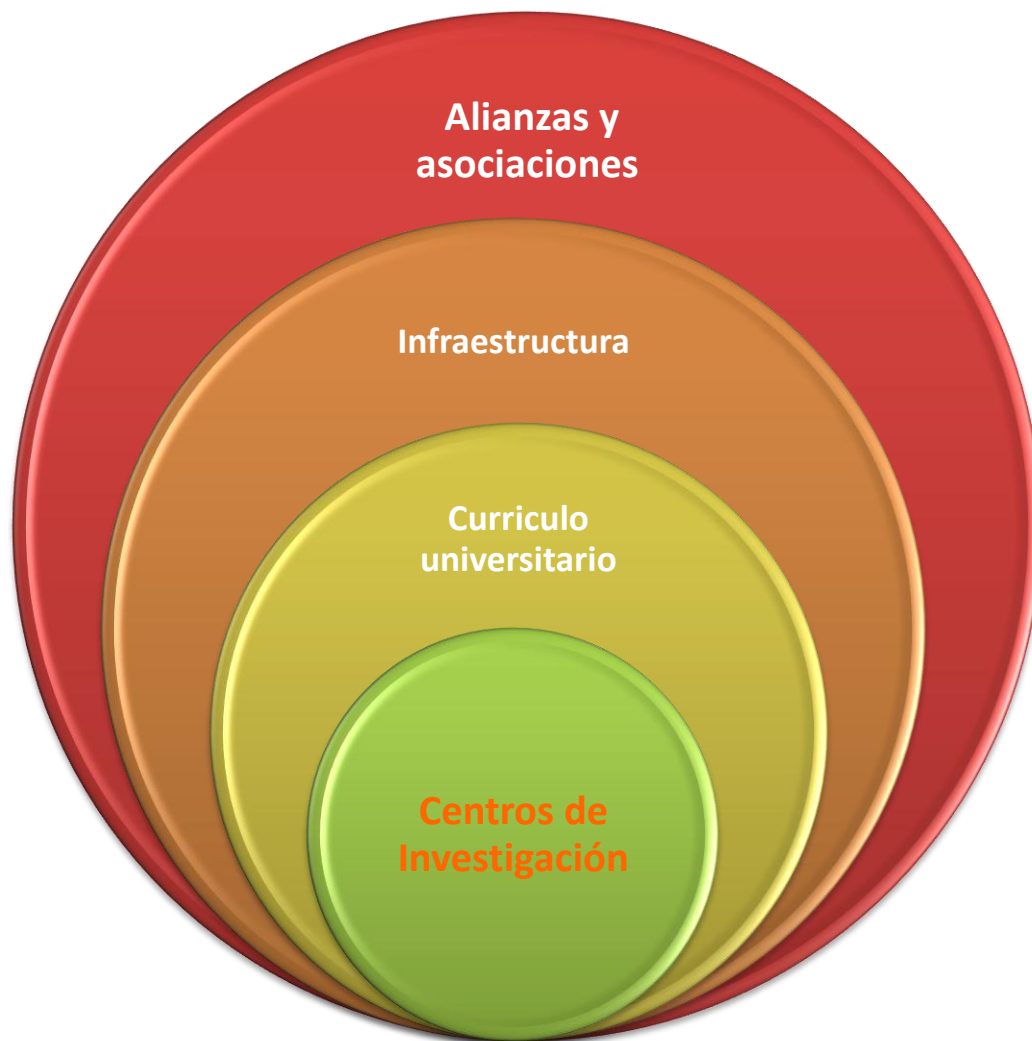 Alianzas y
asociaciones
Infraestructura
Curriculo
universitario
Centros de
Investigación